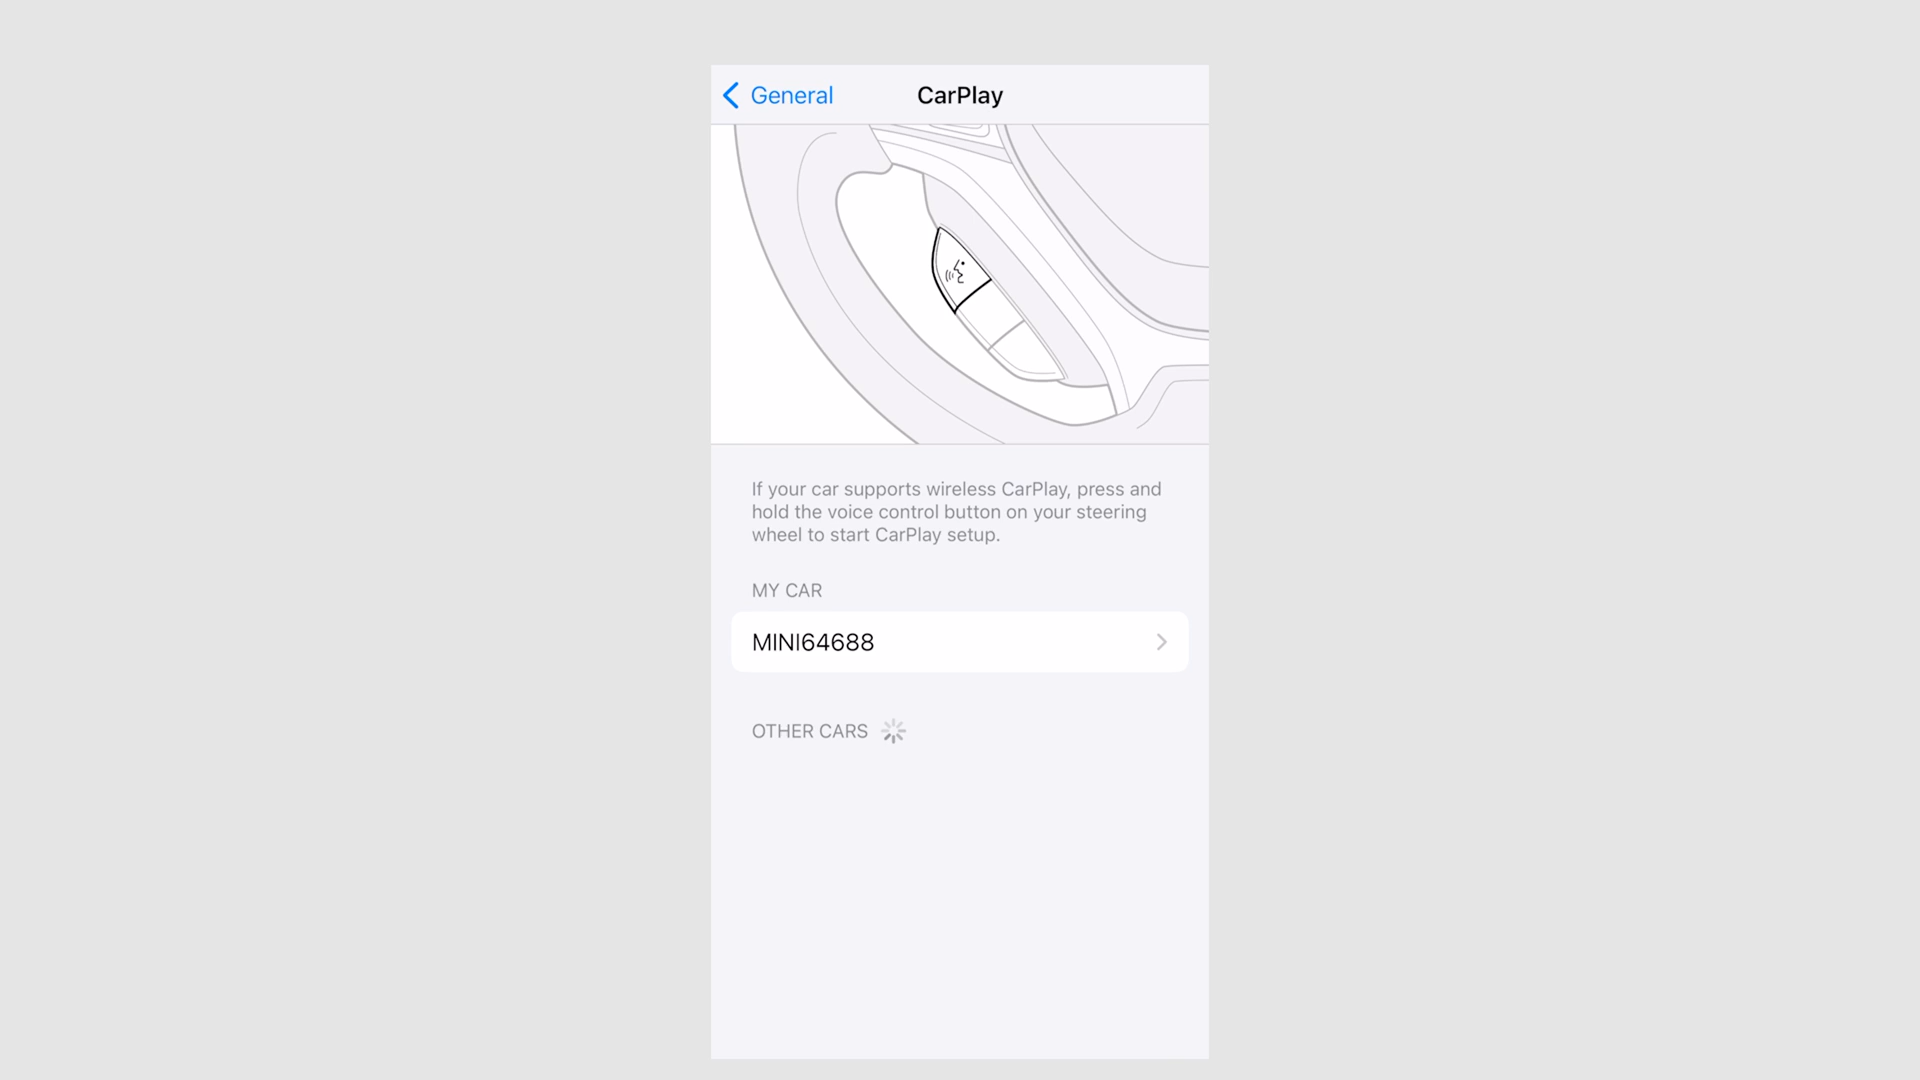 General
CarPlay
If your car supports wireless CarPlay, press and
hold the voice control button on your steering
wheel to start CarPlay setup.
MY CAR
MINI64688
OTHER CARS